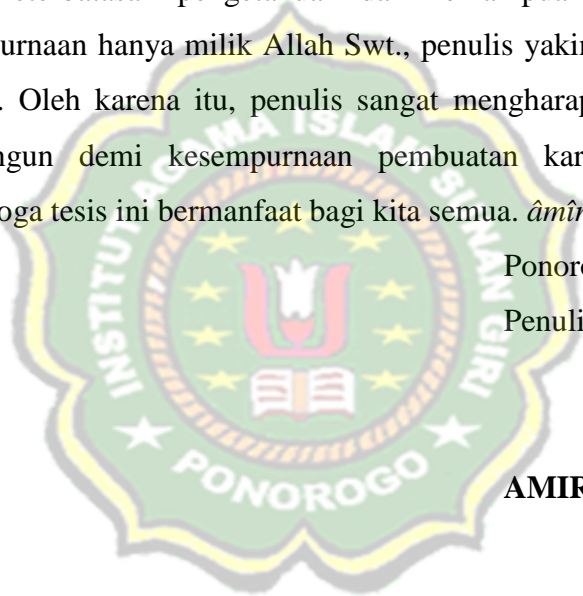 urnaan hanya milik Allah Swt., penulis yakin
. Oleh karena itu, penulis sangat mengharap
ngun demi kesempurnaan pembuatan kar
oga tesis ini bermanfaat bagi kita semua. âmîn
Ponoro
Penuli
AMIR
INSTITUT AGAMA ISLAM SUNAN GIRI
PONOROGO